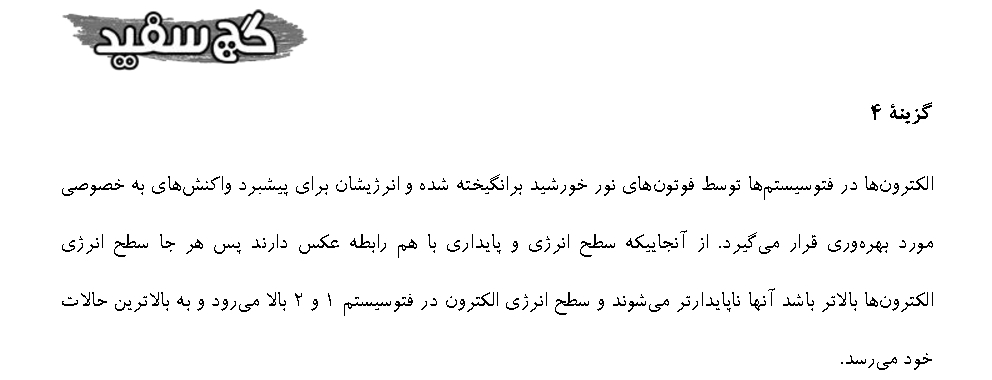 گچ سفید
گزینهٔ ۴
الکترون‌ها در فتوسیستم‌ها توسط فوتون‌های نور خورشید برانگیخته شده و انرژیشان برای پیشبرد واکنش‌های به خصوصی
مورد بهره‌وری قرار می‌گیرد. از آنجاییکه سطح انرژی و پایداری با هم رابطه عکس دارند پس هر جا سطح انرژی
الکترون‌ها بالاتر باشد آنها ناپایدارتر می‌شوند و سطح انرژی الکترون در فتوسیستم ۱ و ۲ بالا می‌رود و به بالاترین حالات
خود می‌رسد.